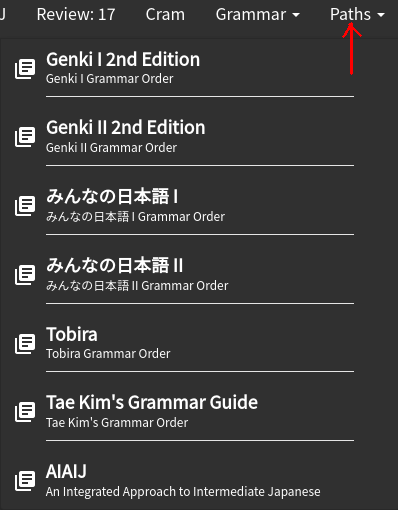 J Review: 17 Cram Grammar Paths
Genki I 2nd Edition
Genki I Grammar Order
Genki II 2nd Edition
Genki II Grammar Order
みんなの日本語 I
みんなの日本語 I Grammar Order
みんなの日本語 II
みんなの日本語 II Grammar Order
Tobira
Tobira Grammar Order
Tae Kim's Grammar Guide
Tae Kim's Grammar Order
AIAIJ
An Integrated Approach to Intermediate Japanese